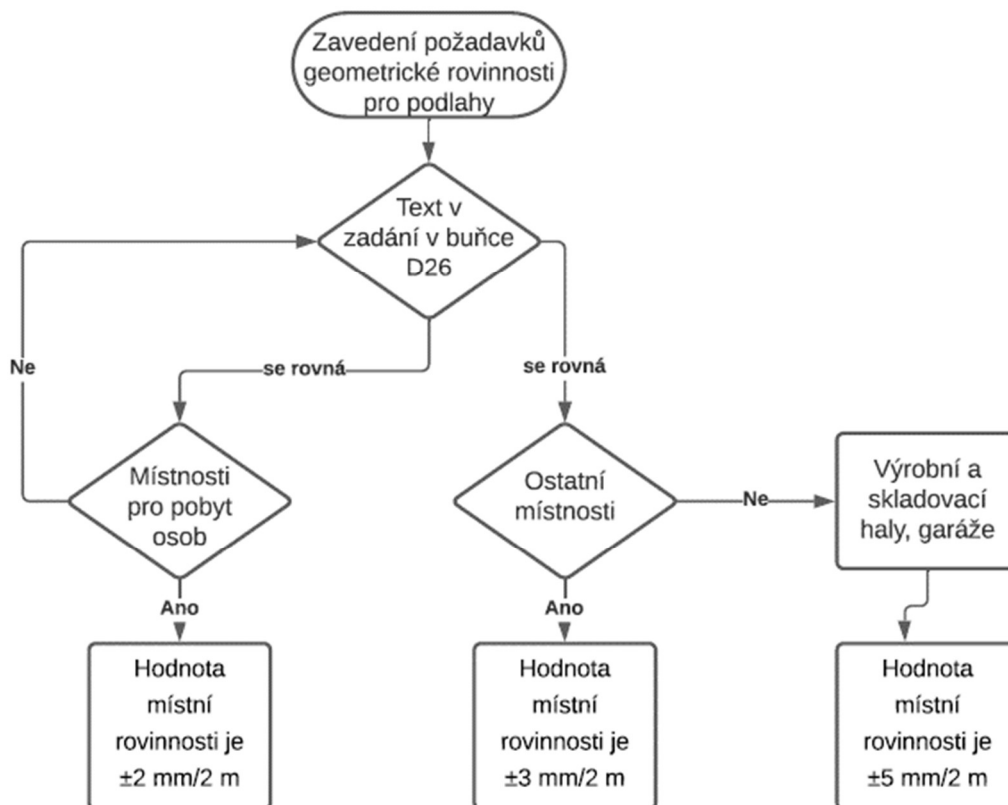 Zavedení požadavků
geometrické rovinnosti
pro podlahy
Text v
zadání v buňce
D26
Ne
se rovná
se rovná
Místnosti
pro pobyt
osob
Ostatní
místnosti
Ne
Výrobní a
skladovací
haly, garáže
Ano
Ano
Hodnota
místní
rovinnosti je
±2 mm/2 m
Hodnota
místní
rovinnosti je
±3 mm/2 m
Hodnota
místní
rovinnosti je
±5 mm/2 m